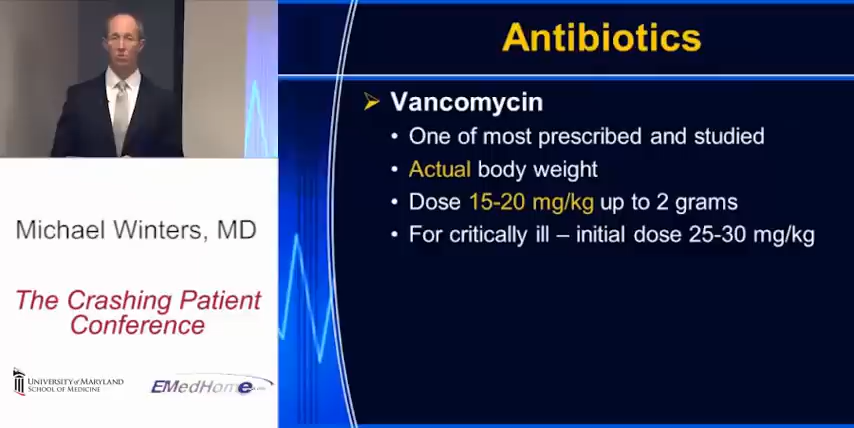 Antibiotics
Vancomycin
One of most prescribed and studied
Actual body weight
Dose 15-20 mg/kg up to 2 grams
For critically ill – initial dose 25-30 mg/kg
Michael Winters, MD
The Crashing Patient
Conference
UNIVERSITY of MARYLAND
SCHOOL OF MEDICINE
EMedHome